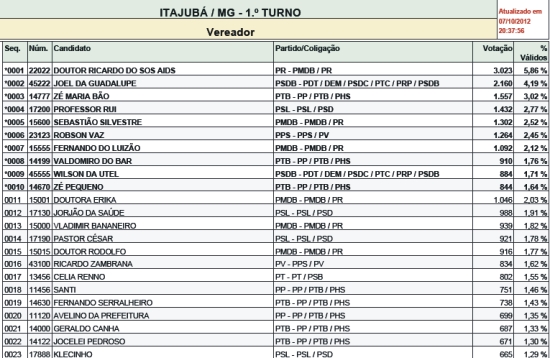 ITAJUBÁ / MG - 1.º TURNO
Atualizado em
07/10/2012
20:37:56
Vereador
Seq. Núm. Candidato Partido/Coligação Votação % Válidos
*0001 22022 DOUTOR RICARDO DO SOS AIDS PR - PMDB / PR 3.023 5,86 %
*0002 45222 JOEL DA GUADALUPE PSDB - PDT / DEM / PSDC / PTC / PRP / PSDB 2.160 4,19 %
*0003 14777 ZÉ MARIA BÃO PTB - PP / PTB / PHS 1.557 3,02 %
*0004 17200 PROFESSOR RUI PSL - PSL / PSD 1.432 2,77 %
*0005 15600 SEBASTIÃO SILVESTRE PMDB - PMDB / PR 1.302 2,52 %
*0006 23123 ROBSON VAZ PPS - PPS / PV 1.264 2,45 %
*0007 15555 FERNANDO DO LUIZÃO PMDB - PMDB / PR 1.092 2,12 %
*0008 14199 VALDOMIRO DO BAR PTB - PP / PTB / PHS 910 1,76 %
*0009 45555 WILSON DA UTEL PSDB - PDT / DEM / PSDC / PTC / PRP / PSDB 884 1,71 %
*0010 14670 ZÉ PEQUENO PTB - PP / PTB / PHS 844 1,64 %
0011 15001 DOUTORA ERIKA PMDB - PMDB / PR 1.046 2,03 %
0012 17130 JORJÃO DA SAÚDE PSL - PSL / PSD 988 1,91 %
0013 15000 VLADIMIR BANANEIRO PMDB - PMDB / PR 939 1,82 %
0014 17190 PASTOR CÉSAR PSL - PSL / PSD 921 1,78 %
0015 15015 DOUTOR RODOLFO PMDB - PMDB / PR 916 1,77 %
0016 43100 RICARDO ZAMBRANA PV - PPS / PV 834 1,62 %
0017 13456 CELIA RENNO PT - PT / PSB 802 1,55 %
0018 11456 SANTI PP - PP / PTB / PHS 751 1,46 %
0019 14630 FERNANDO SERRALHEIRO PTB - PP / PTB / PHS 738 1,43 %
0020 11120 AVELINO DA PREFEITURA PP - PP / PTB / PHS 699 1,35 %
0021 14000 GERALDO CANHA PTB - PP / PTB / PHS 687 1,33 %
0022 14122 JOCELEI PEDROSO PTB - PP / PTB / PHS 671 1,30 %
0023 17888 KLECINHO PSL - PSL / PSD 665 1,29 %